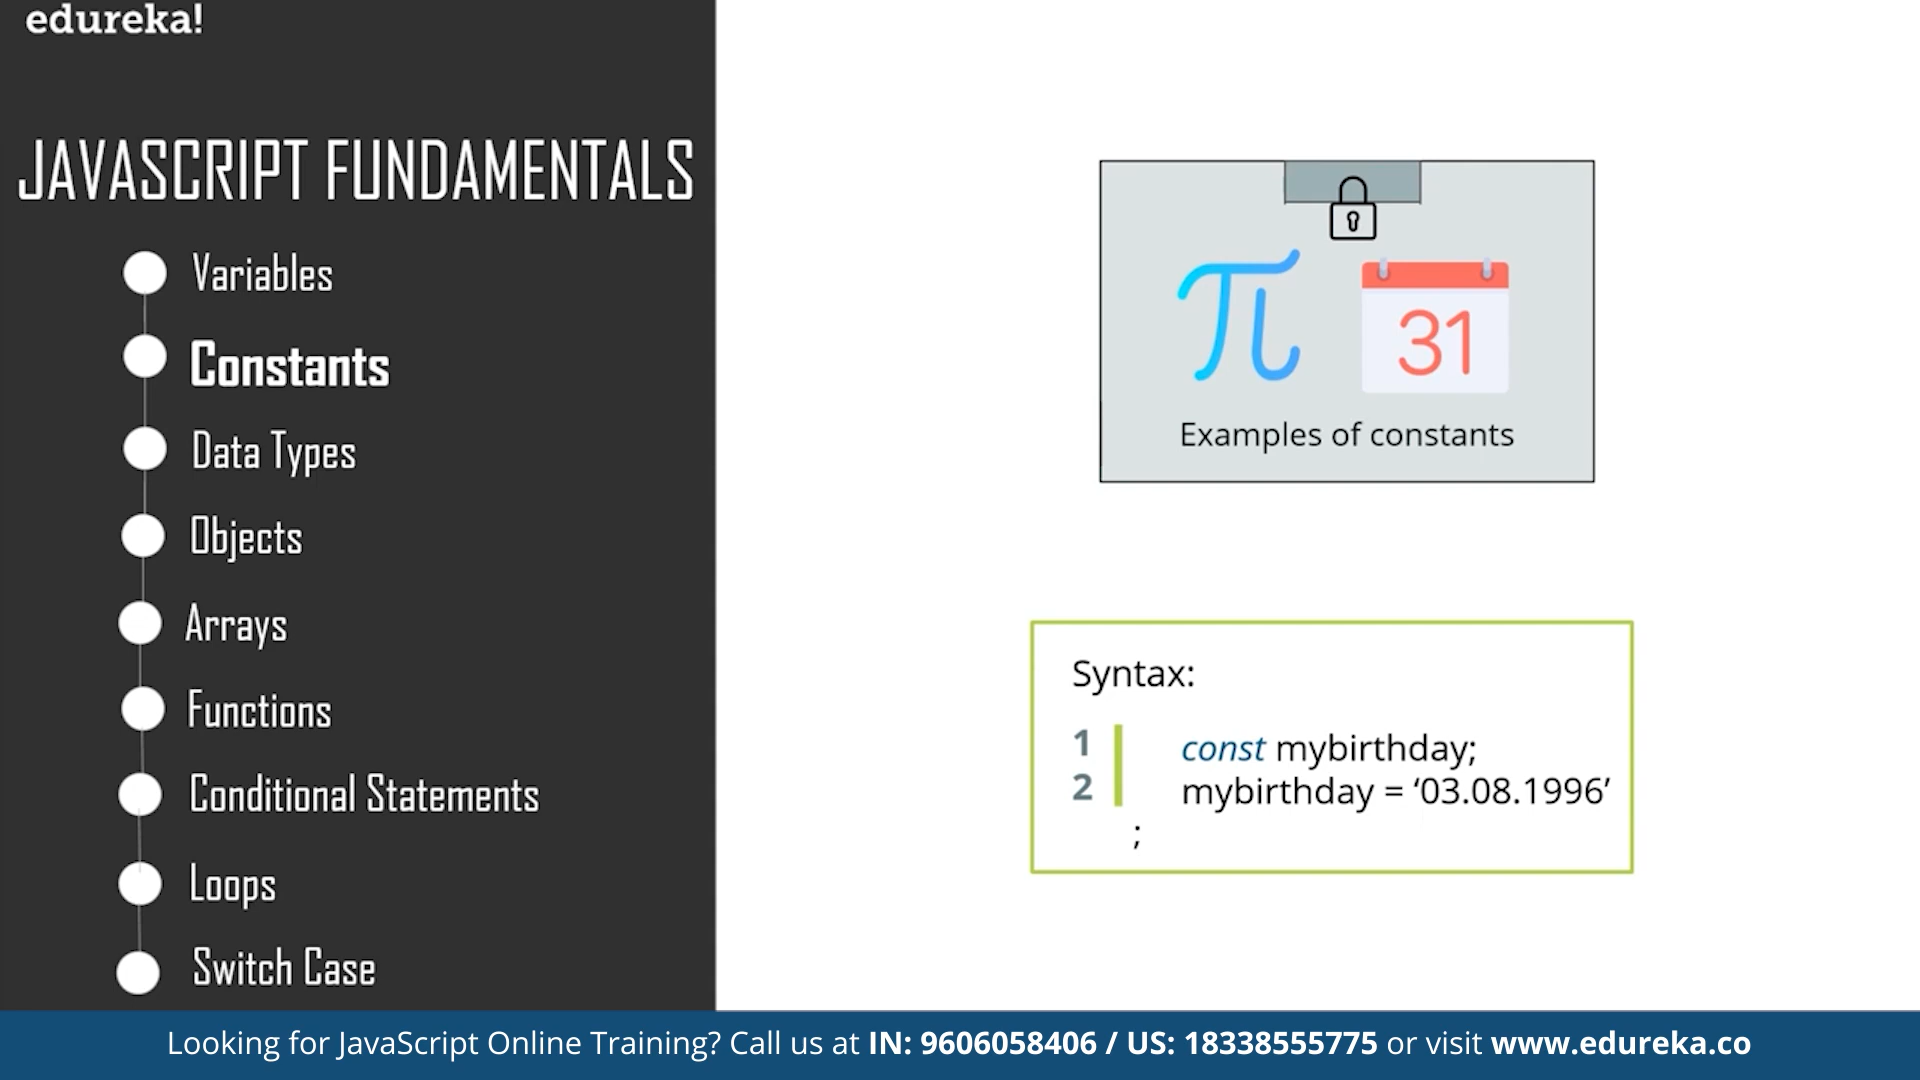 edureka!
JAVASCRIPT FUNDAMENTALS
Variables
Constants
Data Types
Objects
Arrays
Functions
Conditional Statements
Loops
Switch Case
π 31
Examples of constants
Syntax:
1 const mybirthday;
2 mybirthday = ‘03.08.1996’
;
Looking for JavaScript Online Training? Call us at IN: 9606058406 / US: 18338555775 or visit www.edureka.co